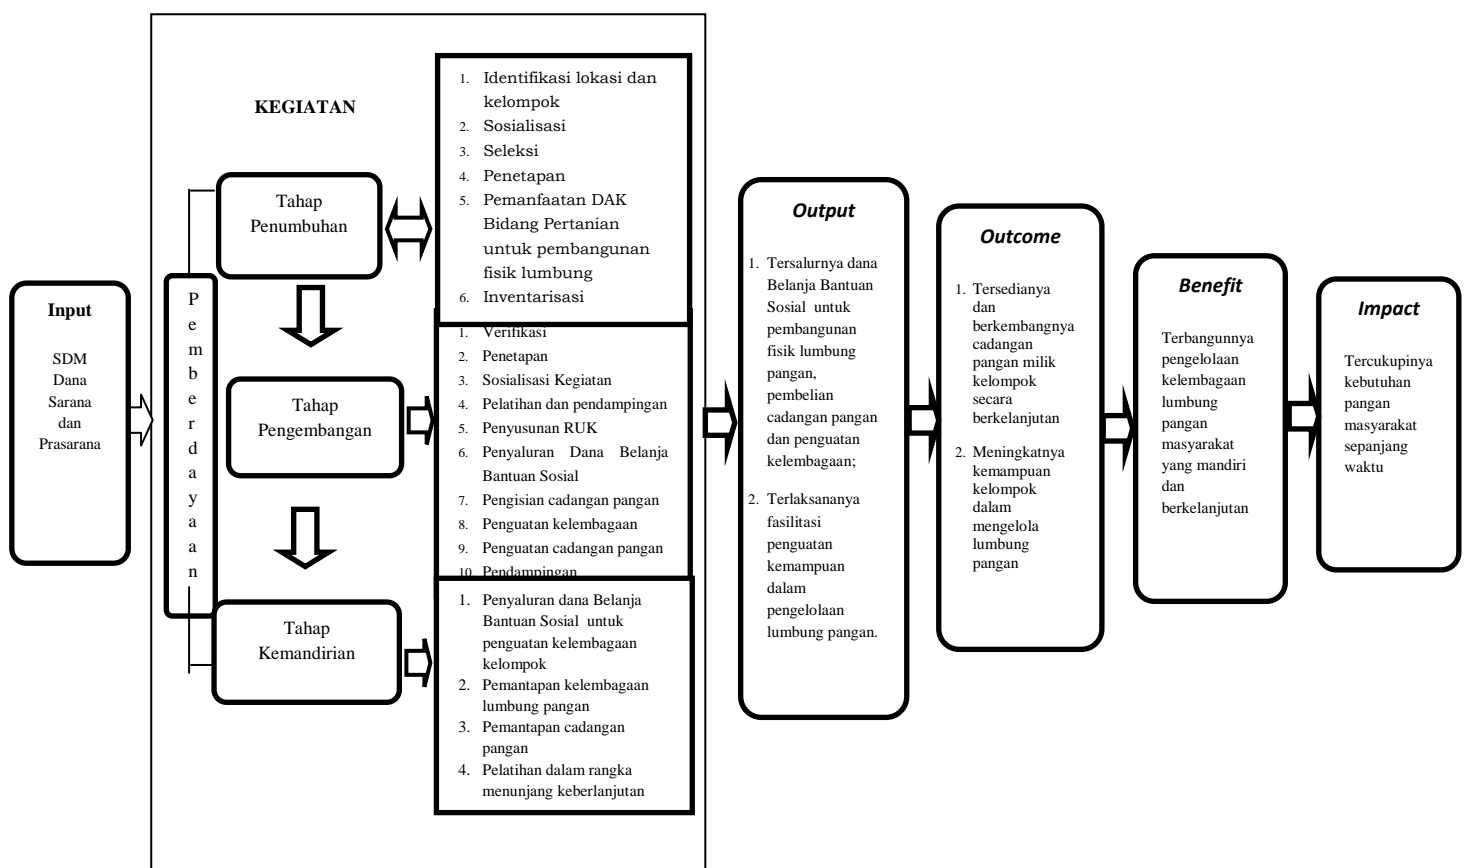 KEGIATAN
Input
SDM
Dana
Sarana
dan
Prasarana
P
e
m
b
e
r
d
a
y
a
a
n
Tahap
Penumbuhan
1. Identifikasi lokasi dan
kelompok
2. Sosialisasi
3. Seleksi
4. Penetapan
5. Pemanfaatan DAK
Bidang Pertanian
untuk pembangunan
fisik lumbung
6. Inventarisasi
Tahap
Pengembangan
1. Verifikasi
2. Penetapan
3. Sosialisasi Kegiatan
4. Pelatihan dan pendampingan
5. Penyusunan RUK
6. Penyaluran Dana Belanja
Bantuan Sosial
7. Pengisian cadangan pangan
8. Penguatan kelembagaan
9. Penguatan cadangan pangan
10. Pendampingan
Tahap
Kemandirian
1. Penyaluran dana Belanja
Bantuan Sosial untuk
penguatan kelembagaan
kelompok
2. Pemantapan kelembagaan
lumbung pangan
3. Pemantapan cadangan
pangan
4. Pelatihan dalam rangka
menunjang keberlanjutan
Output
1. Tersalurnya dana
Belanja Bantuan
Sosial untuk
pembangunan
fisik lumbung
pangan,
pembelian
cadangan pangan
dan penguatan
kelembagaan;
2. Terlaksananya
fasilitasi
penguatan
kemampuan
dalam
pengelolaan
lumbung pangan.
Outcome
1. Tersedianya
dan
berkembangnya
cadangan
pangan milik
kelompok
secara
berkelanjutan
2. Meningkatnya
kemampuan
kelompok
dalam
mengelola
lumbung
pangan
Benefit
Terbangunnya
pengelolaan
kelembagaan
lumbung
pangan
masyarakat
yang mandiri
dan
berkelanjutan
Impact
Tercukupinya
kebutuhan
pangan
masyarakat
sepanjang
waktu